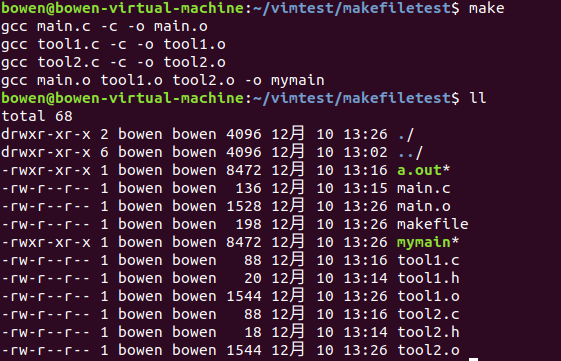 bowen@bowen-virtual-machine:~/vimtest/makefiletest$ make
gcc main.c -c -o main.o
gcc tool1.c -c -o tool1.o
gcc tool2.c -c -o tool2.o
gcc main.o tool1.o tool2.o -o mymain
bowen@bowen-virtual-machine:~/vimtest/makefiletest$ ll
total 68
drwxr-xr-x 2 bowen bowen 4096 12月 10 13:26 ./
drwxr-xr-x 6 bowen bowen 4096 12月 10 13:02 ../
-rwxr-xr-x 1 bowen bowen 8472 12月 10 13:16 a.out*
-rw-r--r-- 1 bowen bowen  136 12月 10 13:15 main.c
-rw-r--r-- 1 bowen bowen 1528 12月 10 13:26 main.o
-rw-r--r-- 1 bowen bowen  198 12月 10 13:26 makefile
-rwxr-xr-x 1 bowen bowen 8472 12月 10 13:26 mymain*
-rw-r--r-- 1 bowen bowen   88 12月 10 13:16 tool1.c
-rw-r--r-- 1 bowen bowen   20 12月 10 13:14 tool1.h
-rw-r--r-- 1 bowen bowen 1544 12月 10 13:26 tool1.o
-rw-r--r-- 1 bowen bowen   88 12月 10 13:16 tool2.c
-rw-r--r-- 1 bowen bowen   18 12月 10 13:14 tool2.h
-rw-r--r-- 1 bowen bowen 1544 12月 10 13:26 tool2.o